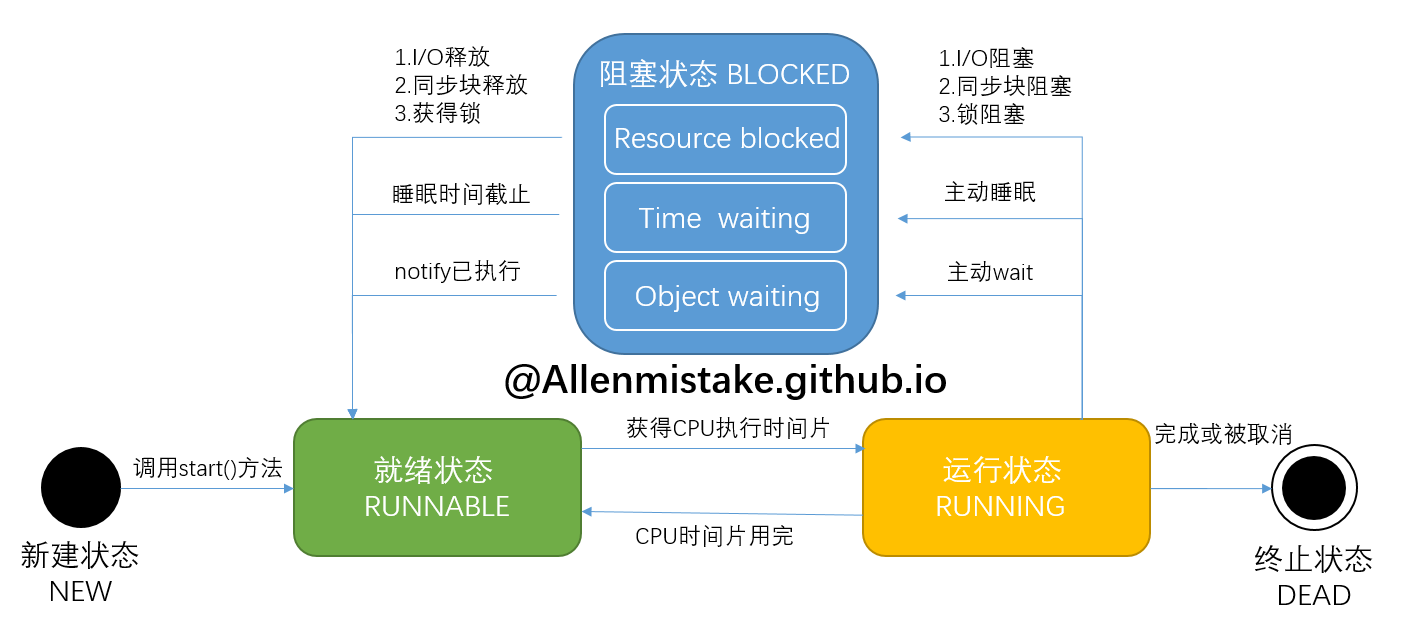 1.I/O释放
2.同步块释放
3.获得锁
睡眠时间截止
notify已执行
阻塞状态 BLOCKED
Resource blocked
Time waiting
Object waiting
1.I/O阻塞
2.同步块阻塞
3.锁阻塞
主动睡眠
主动wait
@Allenmistake.github.io
调用start()方法
新建状态
NEW
就绪状态
RUNNABLE
获得CPU执行时间片
CPU时间片用完
运行状态
RUNNING
完成或被取消
终止状态
DEAD